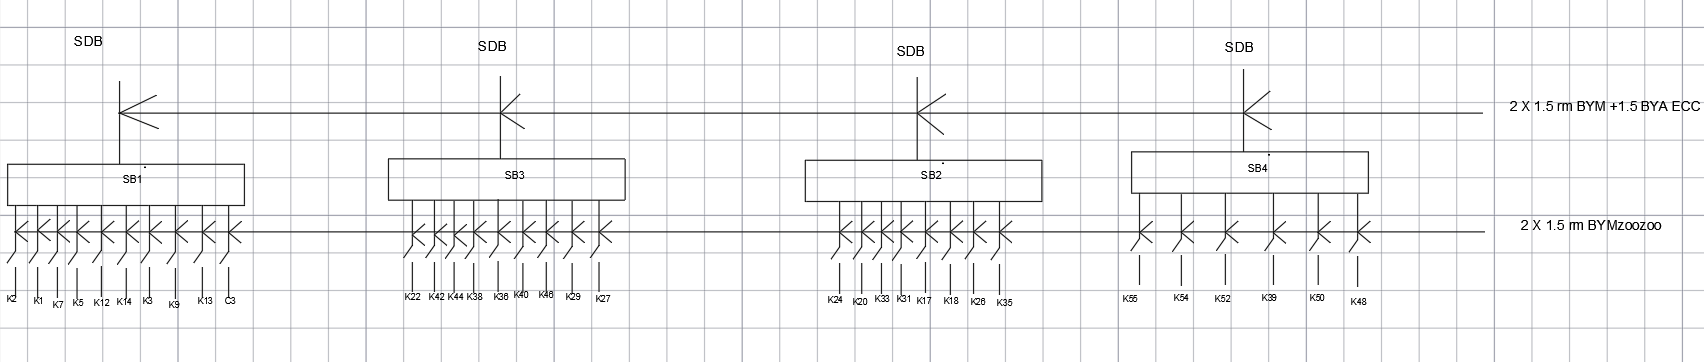 SDB
SDB
SDB
SDB
2 X 1.5 rm BYM +1.5 BYA ECC
SB1
SB3
SB2
SB4
2 X 1.5 rm BYMzoozoo
K2 K1 K7 K5 K12 K14 K3 K9 K13 C3
K22 K42 K44 K38 K36 K40 K46 K29 K27
K24 K20 K33 K31 K17 K18 K26 K35
K55 K54 K52 K39 K50 K48